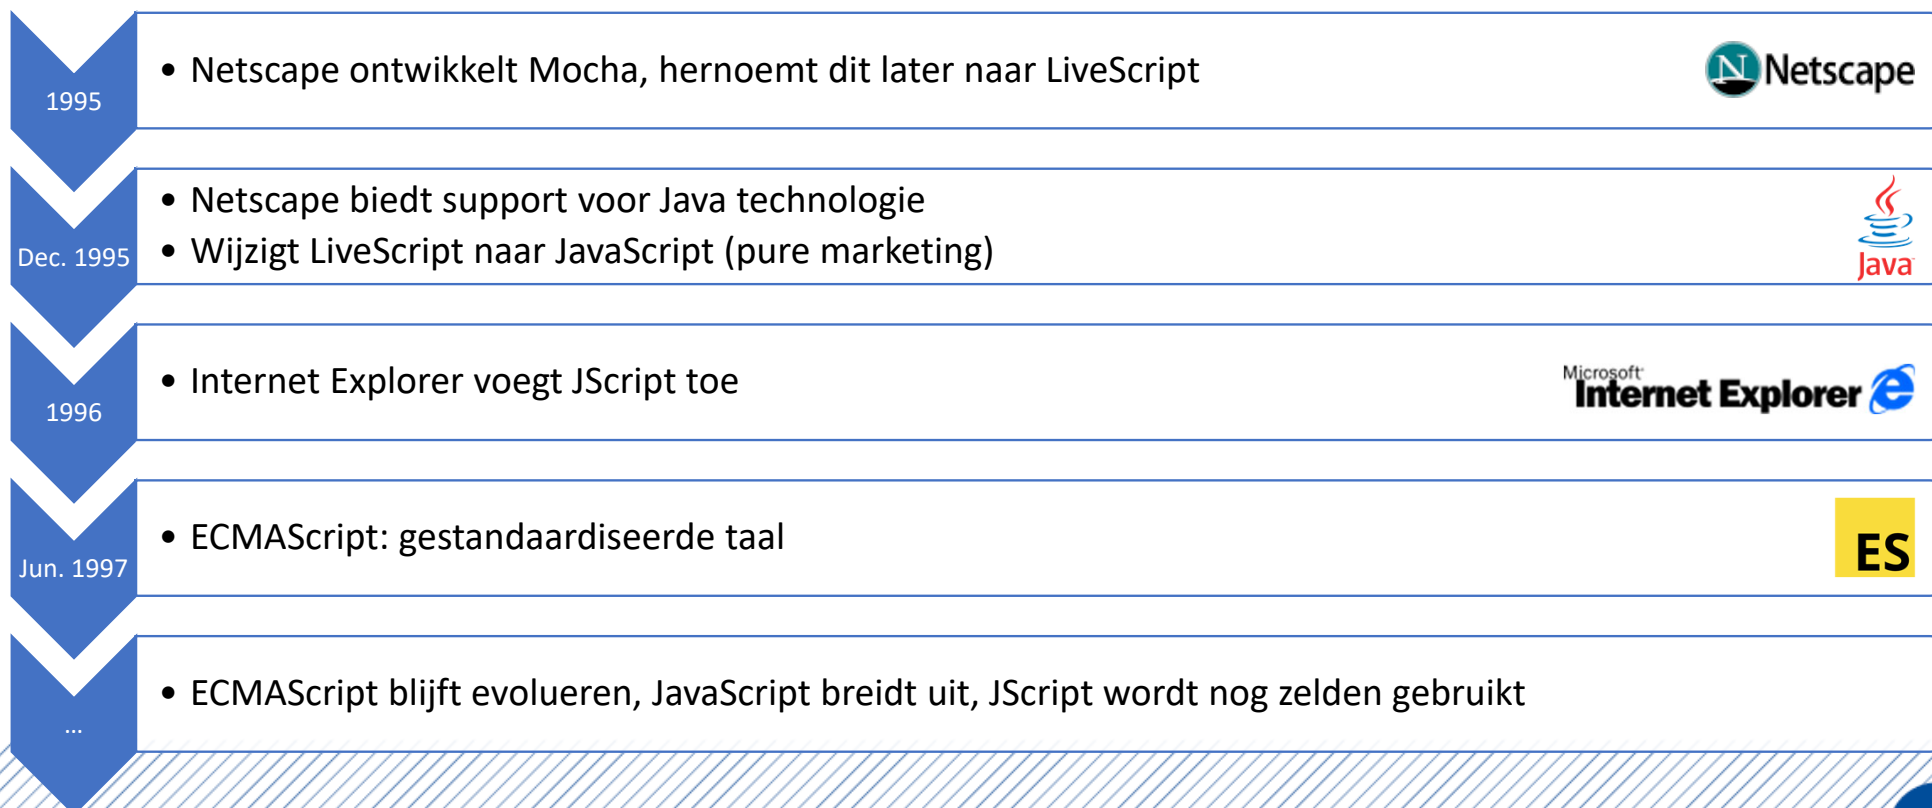 1995
• Netscape ontwikkelt Mocha, hernoemt dit later naar LiveScript
N Netscape
Dec. 1995
• Netscape biedt support voor Java technologie
• Wijzigt LiveScript naar JavaScript (pure marketing)
Java
1996
• Internet Explorer voegt JScript toe
Microsoft
Internet Explorer
Jun. 1997
• ECMAScript: gestandaardiseerde taal
ES
...
• ECMAScript blijft evolueren, JavaScript breidt uit, JScript wordt nog zelden gebruikt